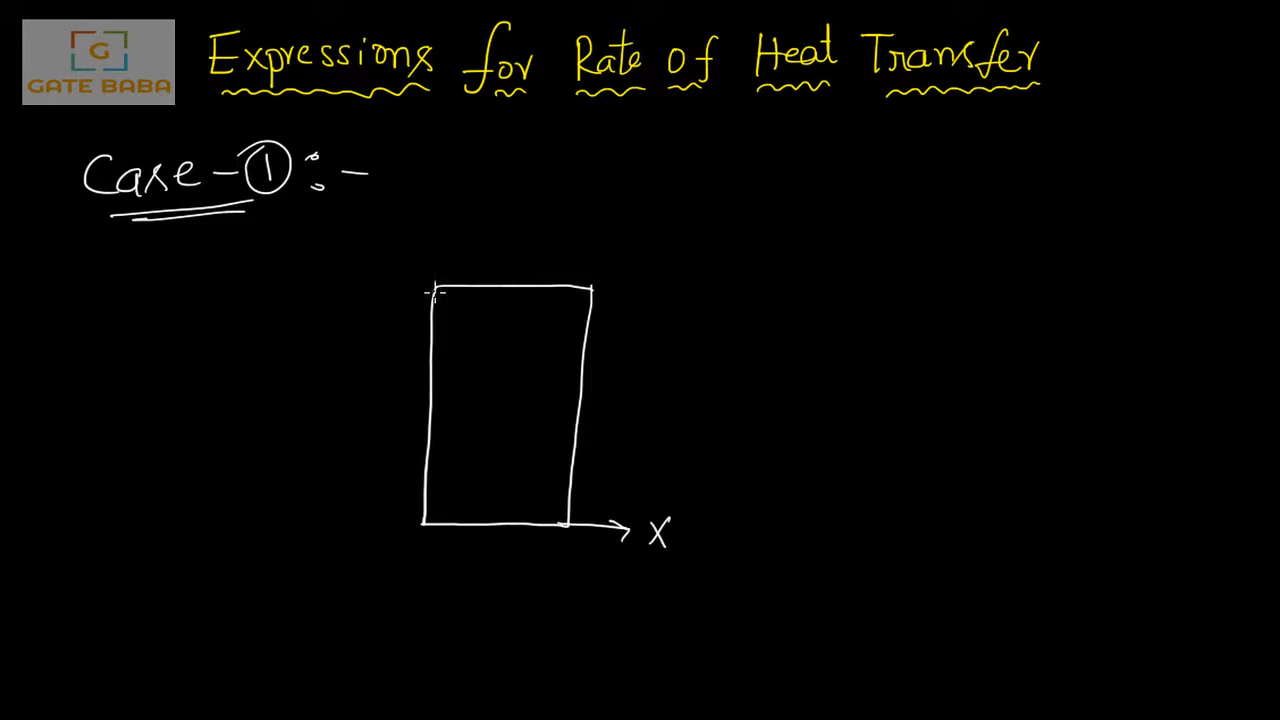 G
GATE BABA
Expressions for Rate of Heat Transfer
Case - ① : -
X